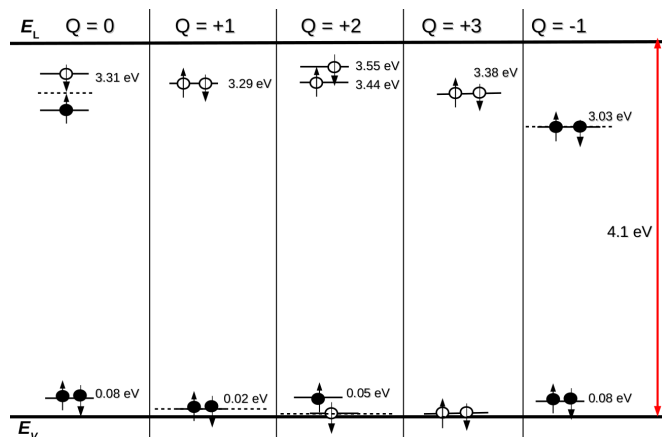 E_L Q = 0 Q = +1 Q = +2 Q = +3 Q = -1
3.31 eV 3.29 eV 3.55 eV 3.38 eV
3.44 eV
3.03 eV
4.1 eV
0.08 eV 0.02 eV 0.05 eV 0.08 eV
E_V